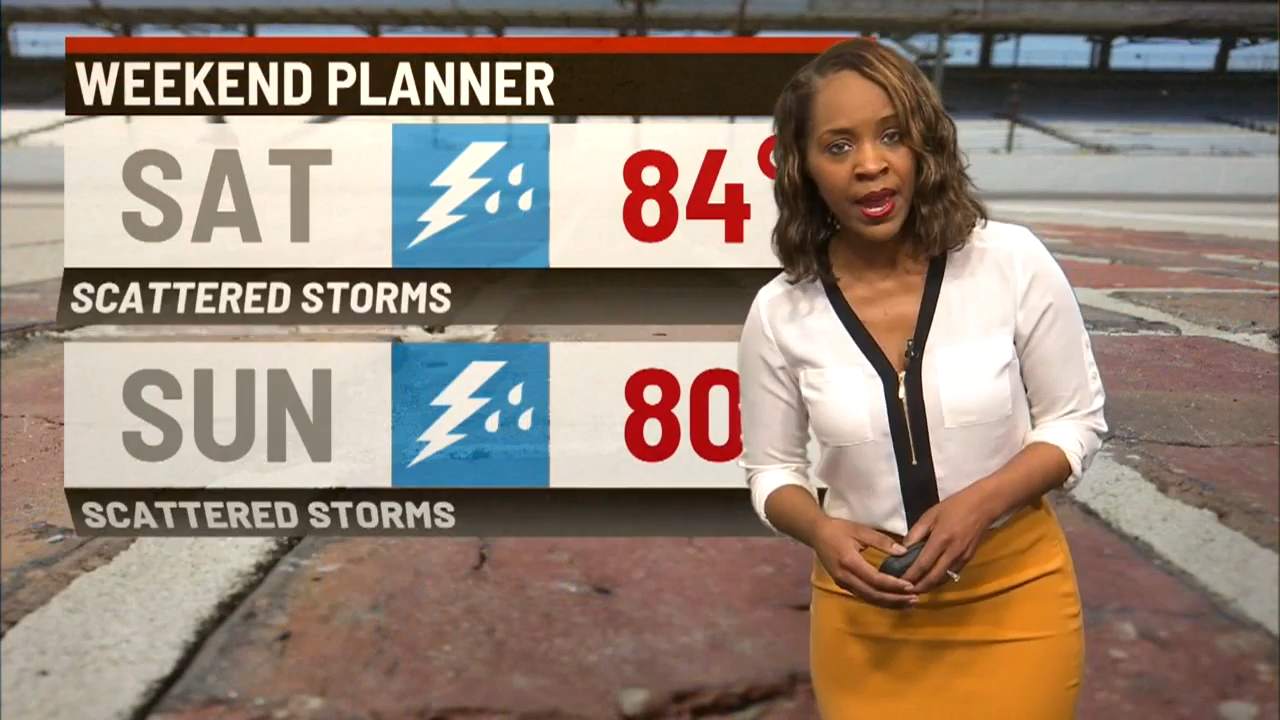 WEEKEND PLANNER
SAT 84°
SCATTERED STORMS
SUN 80
SCATTERED STORMS